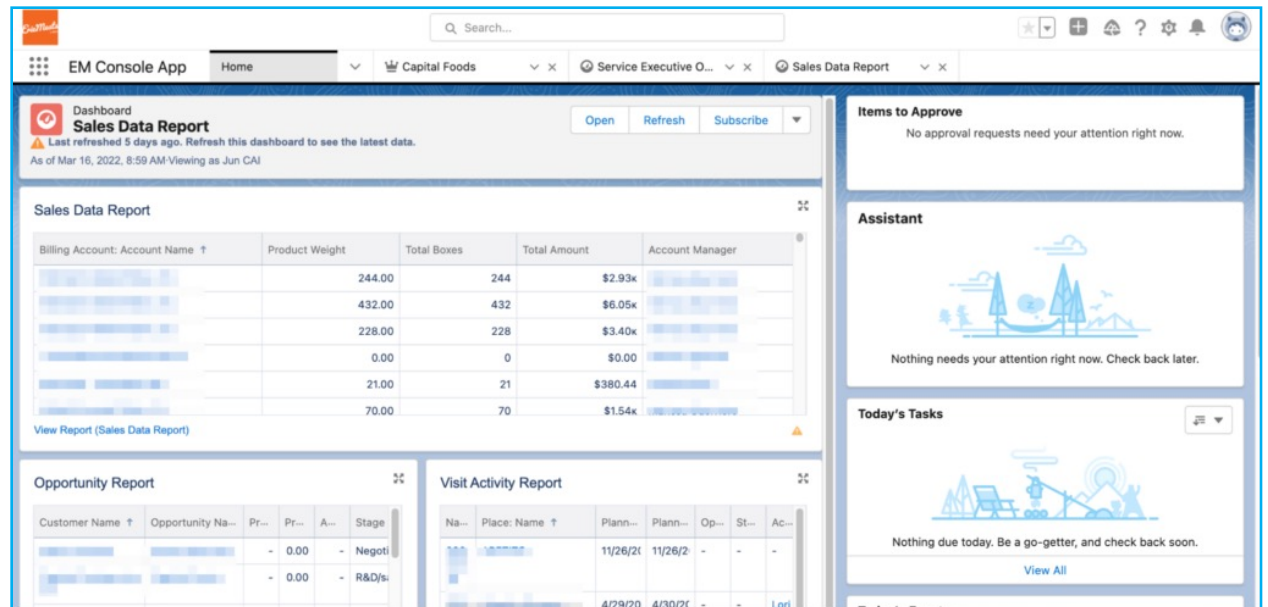 EssMeats
Search...
EM Console App
Home
Capital Foods
Service Executive O...
Sales Data Report
Dashboard
Sales Data Report
Last refreshed 5 days ago. Refresh this dashboard to see the latest data.
As of Mar 16, 2022, 8:59 AM·Viewing as Jun CAI
Open Refresh Subscribe
Sales Data Report
Billing Account: Account Name ↑ Product Weight Total Boxes Total Amount Account Manager
244.00 244 $2.93K
432.00 432 $6.05K
228.00 228 $3.40K
0.00 0 $0.00
21.00 21 $380.44
70.00 70 $1.54K
View Report (Sales Data Report)
Opportunity Report
Customer Name ↑ Opportunity Na... Pr... Pr... A... Stage
- 0.00 - Negoti
- 0.00 - R&D/s
Visit Activity Report
Na... Place: Name ↑ Plann... Plann... Op... St... Ac...
11/26/20 11/26/2 - - -
4/29/20 4/30/20 - - Lori
Items to Approve
No approval requests need your attention right now.
Assistant
Nothing needs your attention right now. Check back later.
Today's Tasks
Nothing due today. Be a go-getter, and check back soon.
View All